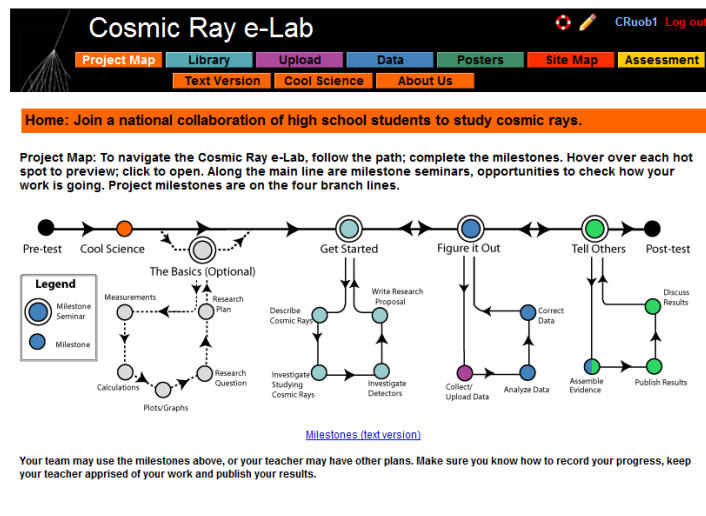 Cosmic Ray e-Lab
CRuob1 Log out
Project Map Library Upload Data Posters Site Map Assessment
Text Version Cool Science About Us
Home: Join a national collaboration of high school students to study cosmic rays.
Project Map: To navigate the Cosmic Ray e-Lab, follow the path; complete the milestones. Hover over each hot
spot to preview; click to open. Along the main line are milestone seminars, opportunities to check how your
work is going. Project milestones are on the four branch lines.
Pre-test
Cool Science
The Basics (Optional)
Get Started
Figure it Out
Tell Others
Post-test
Legend
Milestone
Seminar
Milestone
Measurements
Research
Plan
Calculations
Plots/Graphs
Research
Question
Describe
Cosmic Rays
Write Research
Proposal
Investigate
Studying
Cosmic Rays
Investigate
Detectors
Correct
Data
Collect/
Upload Data
Analyze Data
Discuss
Results
Assemble
Evidence
Publish Results
Milestones (text version)
Your team may use the milestones above, or your teacher may have other plans. Make sure you know how to record your progress, keep
your teacher apprised of your work and publish your results.